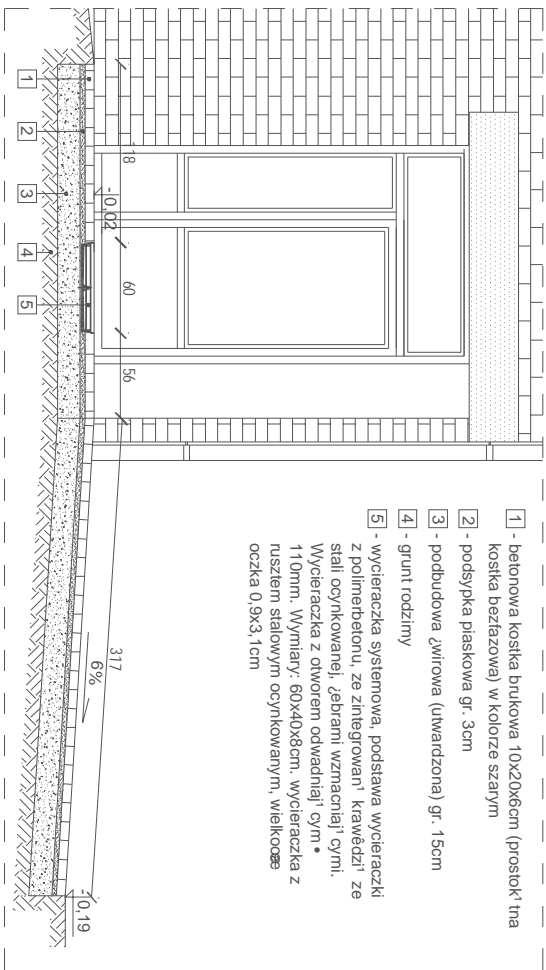 1 - betonowa kostka brukowa 10x20x6cm (prostok¹tna
kostka bezfazowa) w kolorze szarym
2 - podsypka piaskowa gr. 3cm
3 - podbudowa ¿wirowa (utwardzona) gr. 15cm
4 - grunt rodzimy
5 - wycieraczka systemowa, podstawa wycieraczki
z polimerbetonu, ze zintegrowan¹ krawêdzi¹ ze
stali ocynkowanej, ¿ebrami wzmacniaj¹cymi.
Wycieraczka z otworem odwadniaj¹cym •
110mm. Wymiary: 60x40x8cm. wycieraczka z
rusztem stalowym ocynkowanym, wielkoœæ
oczka 0,9x3,1cm
118
60
56
317
6%
-0,02
-0,19
1
2
3
4
5